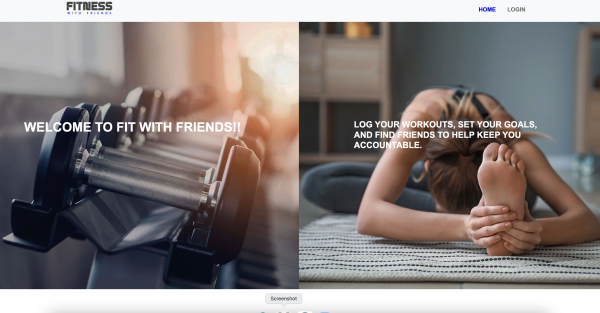 FITNESS
WITH FRIENDS
HOME LOGIN
WELCOME TO FIT WITH FRIENDS!!
LOG YOUR WORKOUTS, SET YOUR GOALS,
AND FIND FRIENDS TO HELP KEEP YOU
ACCOUNTABLE.
Screenshot